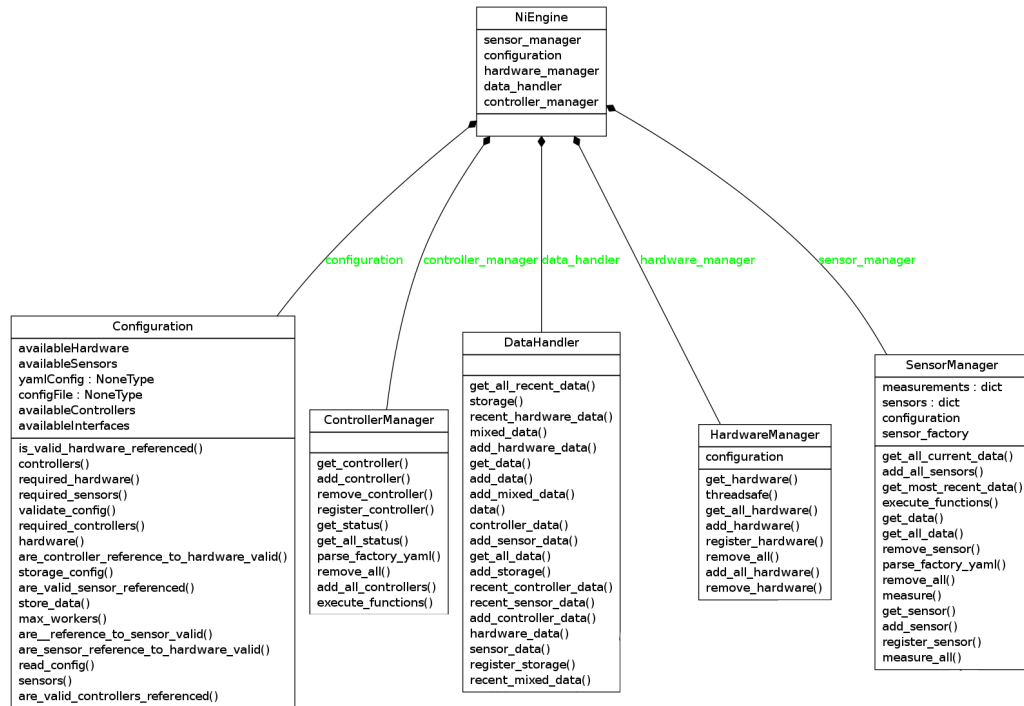 NiEngine
sensor_manager
configuration
hardware_manager
data_handler
controller_manager
configuration
controller_manager
data_handler
hardware_manager
sensor_manager
Configuration
availableHardware
availableSensors
yamlConfig : NoneType
configFile : NoneType
availableControllers
availableInterfaces
is_valid_hardware_referenced()
controllers()
required_hardware()
required_sensors()
validate_config()
required_controllers()
hardware()
are_controller_reference_to_hardware_valid()
storage_config()
are_valid_sensor_referenced()
store_data()
max_workers()
are__reference_to_sensor_valid()
are_sensor_reference_to_hardware_valid()
read_config()
sensors()
are_valid_controllers_referenced()
ControllerManager
get_controller()
add_controller()
remove_controller()
register_controller()
get_status()
get_all_status()
parse_factory_yaml()
remove_all()
add_all_controllers()
execute_functions()
DataHandler
get_all_recent_data()
storage()
recent_hardware_data()
mixed_data()
add_hardware_data()
get_data()
add_data()
add_mixed_data()
data()
controller_data()
add_sensor_data()
get_all_data()
add_storage()
recent_controller_data()
recent_sensor_data()
add_controller_data()
hardware_data()
sensor_data()
register_storage()
recent_mixed_data()
HardwareManager
configuration
get_hardware()
threadsafe()
get_all_hardware()
add_hardware()
register_hardware()
remove_all()
add_all_hardware()
remove_hardware()
SensorManager
measurements : dict
sensors : dict
configuration
sensor_factory
get_all_current_data()
add_all_sensors()
get_most_recent_data()
execute_functions()
get_data()
get_all_data()
remove_sensor()
parse_factory_yaml()
remove_all()
measure()
get_sensor()
add_sensor()
register_sensor()
measure_all()